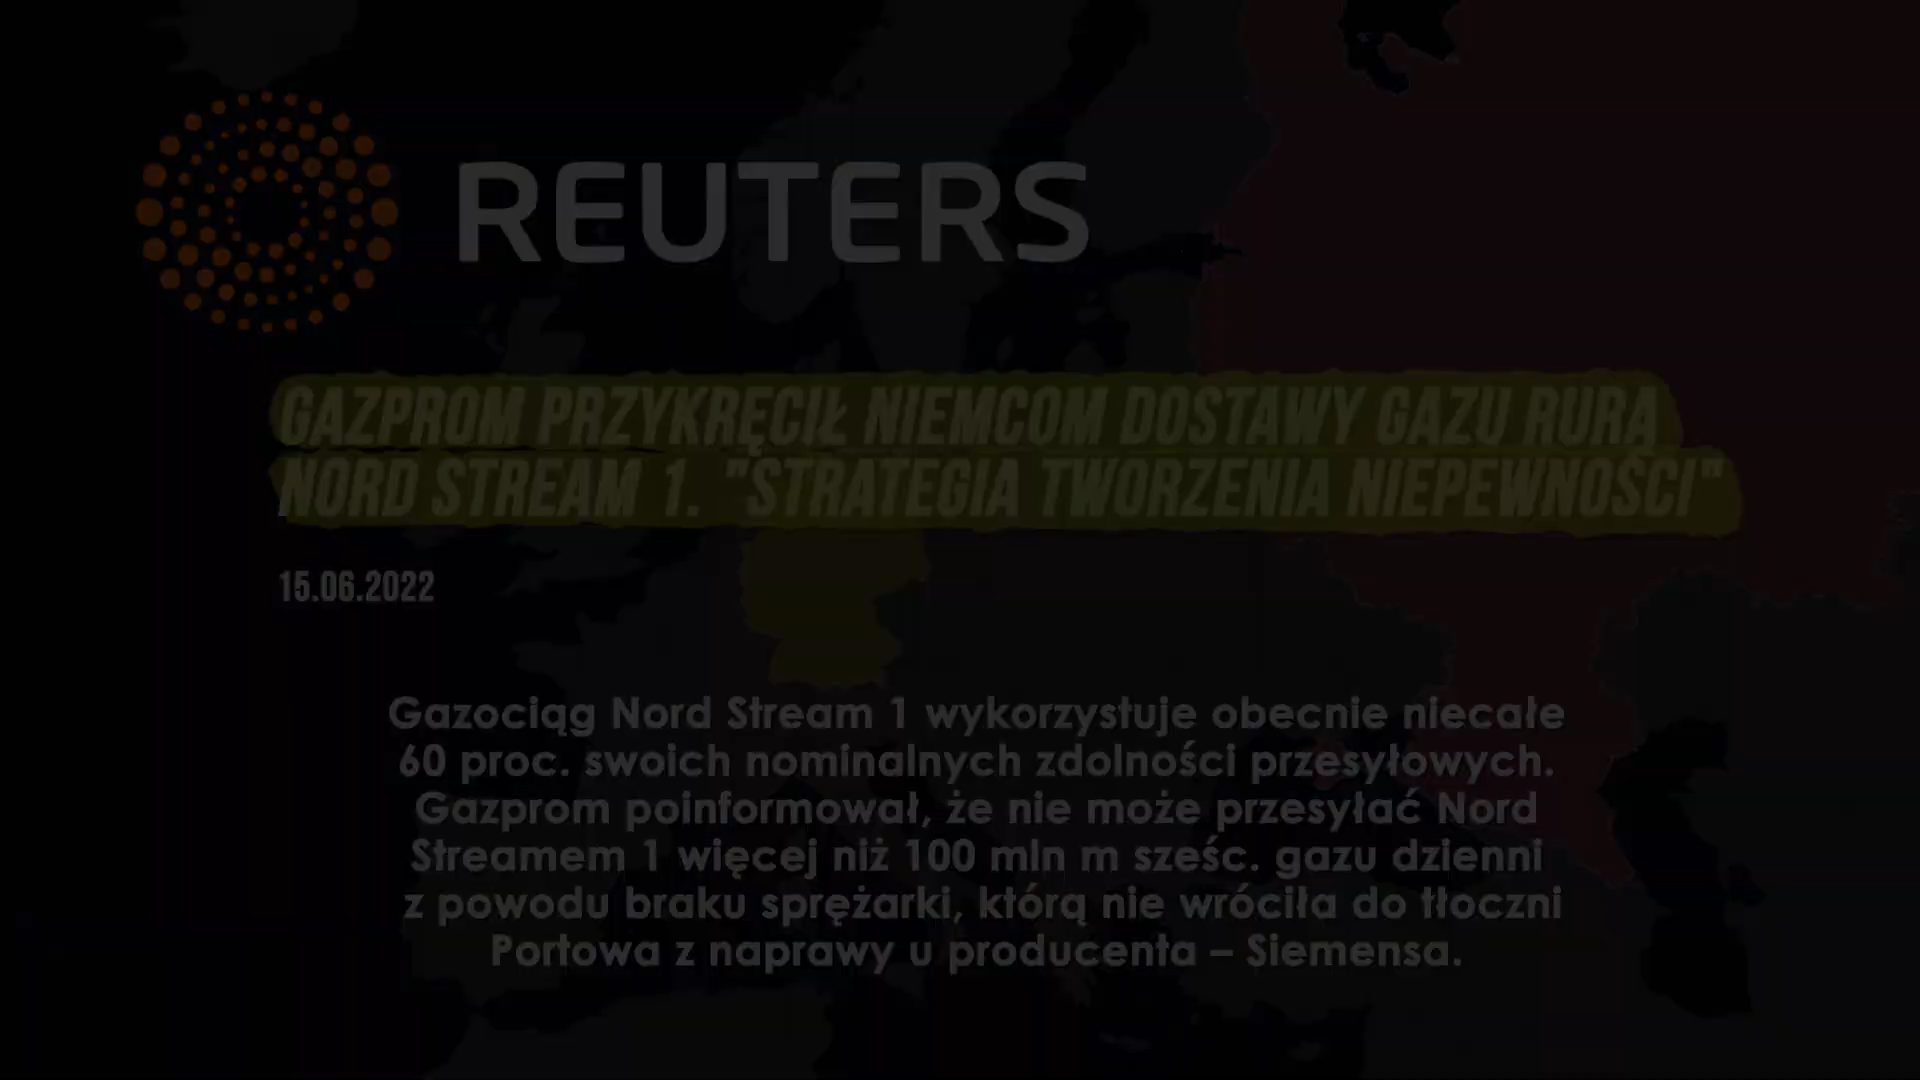 REUTERS
GAZPROM PRZYKRĘCIŁ NIEMCOM DOSTAWY GAZU RURĄ
NORD STREAM 1. "STRATEGIA TWORZENIA NIEPEWNOŚCI"
15.06.2022
Gazociąg Nord Stream 1 wykorzystuje obecnie niecałe
60 proc. swoich nominalnych zdolności przesyłowych.
Gazprom poinformował, że nie może przesyłać Nord
Streamem 1 więcej niż 100 mln m sześc. gazu dzienni
z powodu braku sprężarki, którą nie wróciła do tłoczni
Portowa z naprawy u producenta – Siemensa.